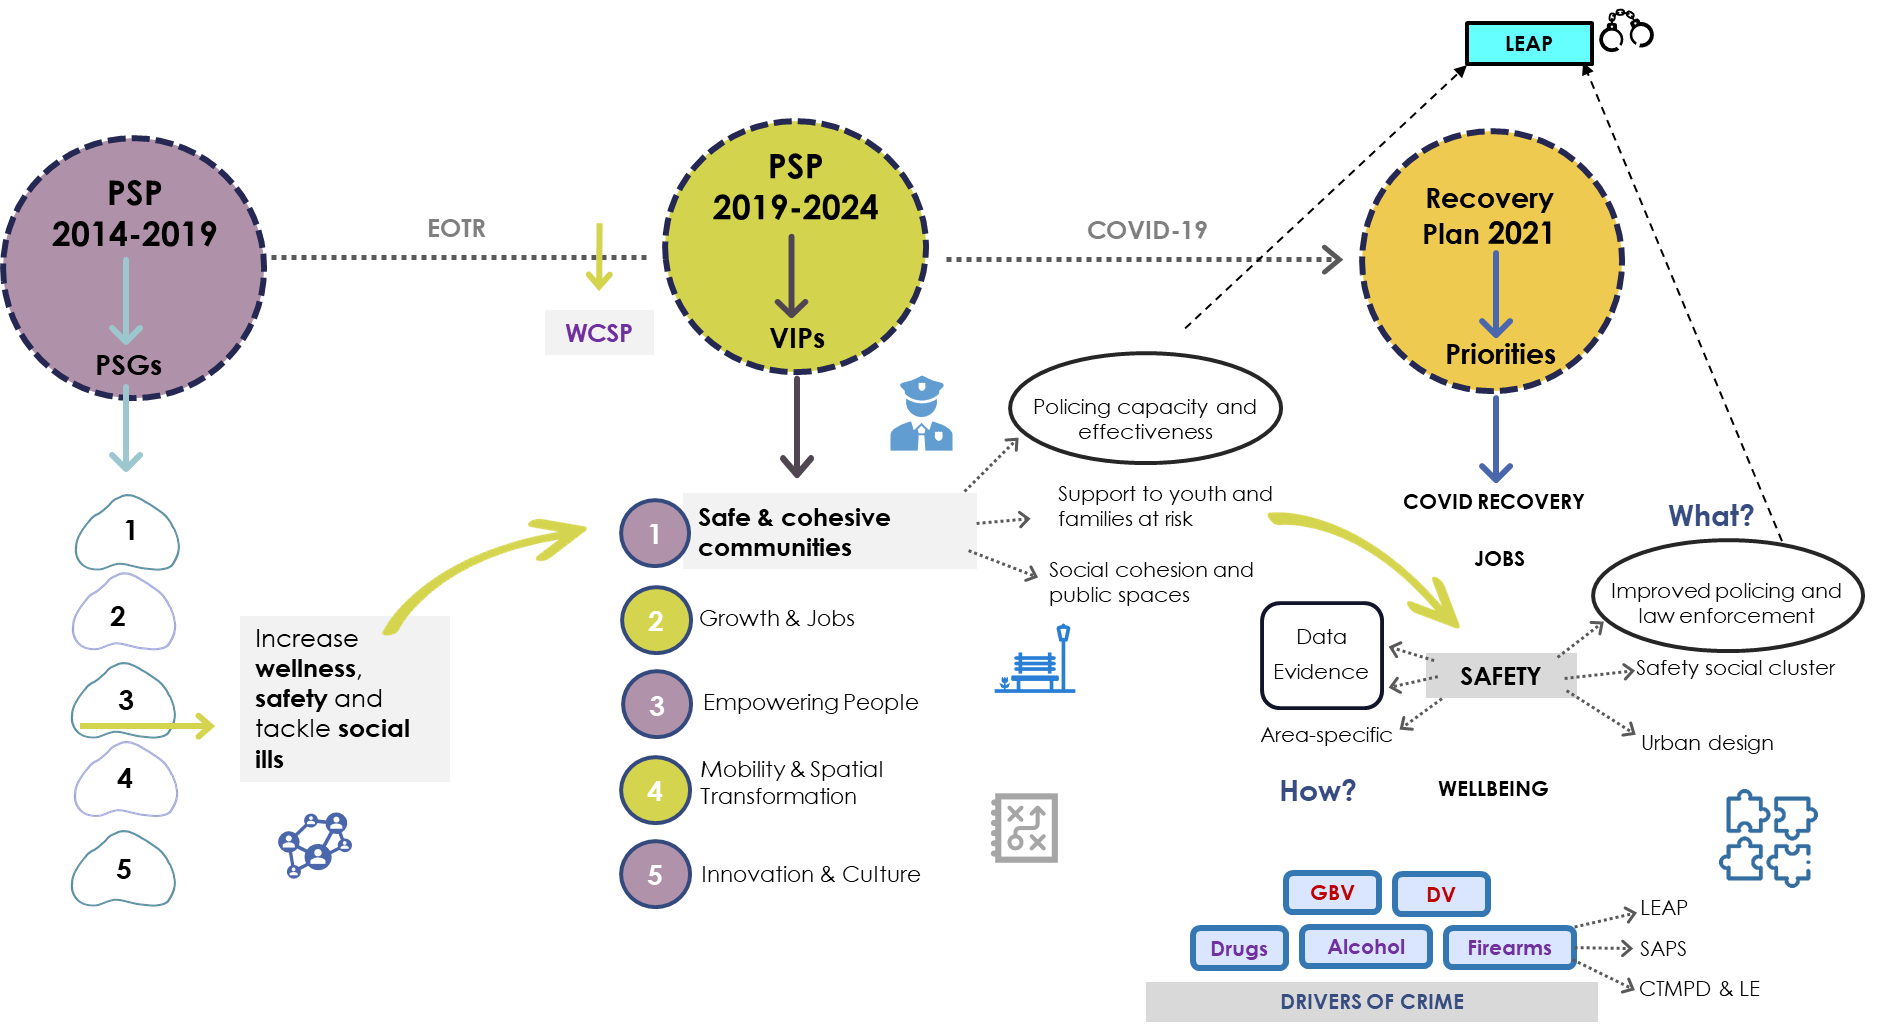 LEAP
PSP
2014-2019
PSGs
EOTR
WCSP
PSP
2019-2024
VIPs
COVID-19
Recovery
Plan 2021
Priorities
1
2
3
4
5
Increase
wellness,
safety and
tackle social
ills
1
Safe & cohesive
communities
2
Growth & Jobs
3
Empowering People
4
Mobility & Spatial
Transformation
5
Innovation & Culture
Policing capacity and
effectiveness
Support to youth and
families at risk
Social cohesion and
public spaces
COVID RECOVERY
JOBS
SAFETY
WELLBEING
What?
Improved policing and
law enforcement
Safety social cluster
Urban design
Data
Evidence
Area-specific
How?
GBV
DV
Drugs
Alcohol
Firearms
LEAP
SAPS
CTMPD & LE
DRIVERS OF CRIME